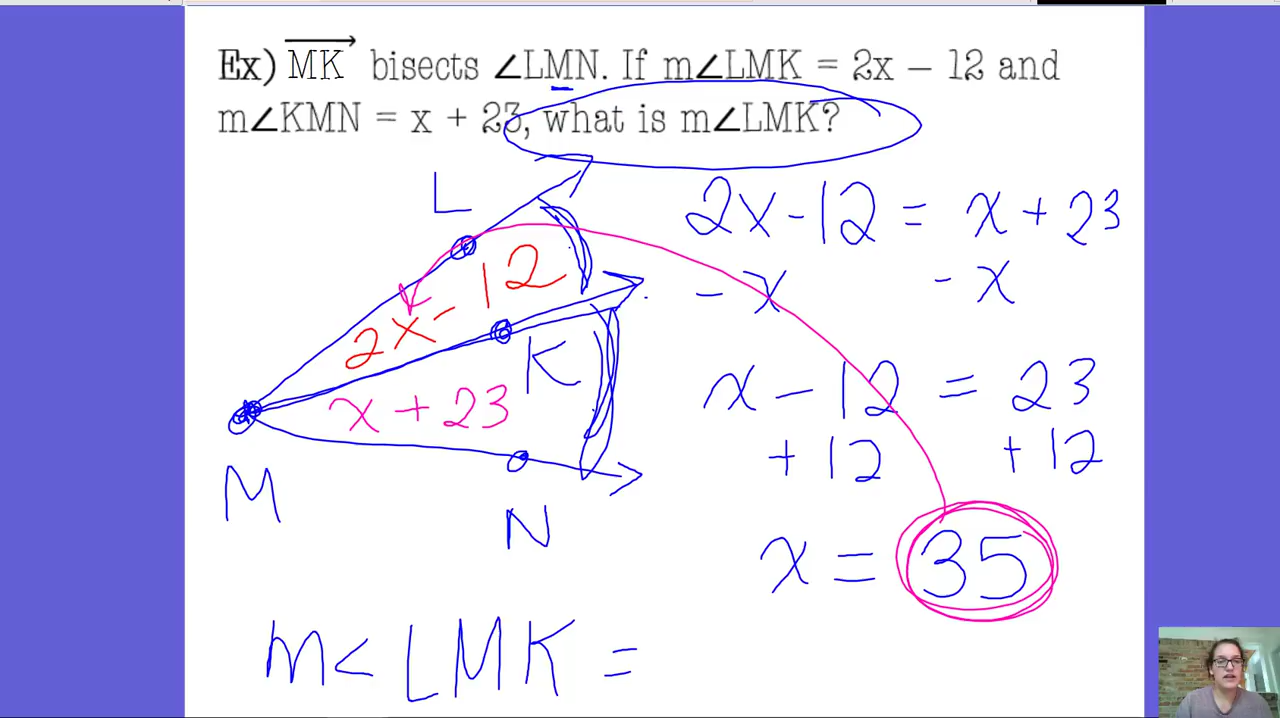 Ex) MK bisects ∠LMN. If m∠LMK = 2x – 12 and
m∠KMN = x + 23, what is m∠LMK?
L
2x-12 = x + 23
2x-12
- x - x
K
x + 23
x - 12 = 23
+ 12 + 12
M
N
x = 35
m< LMK =